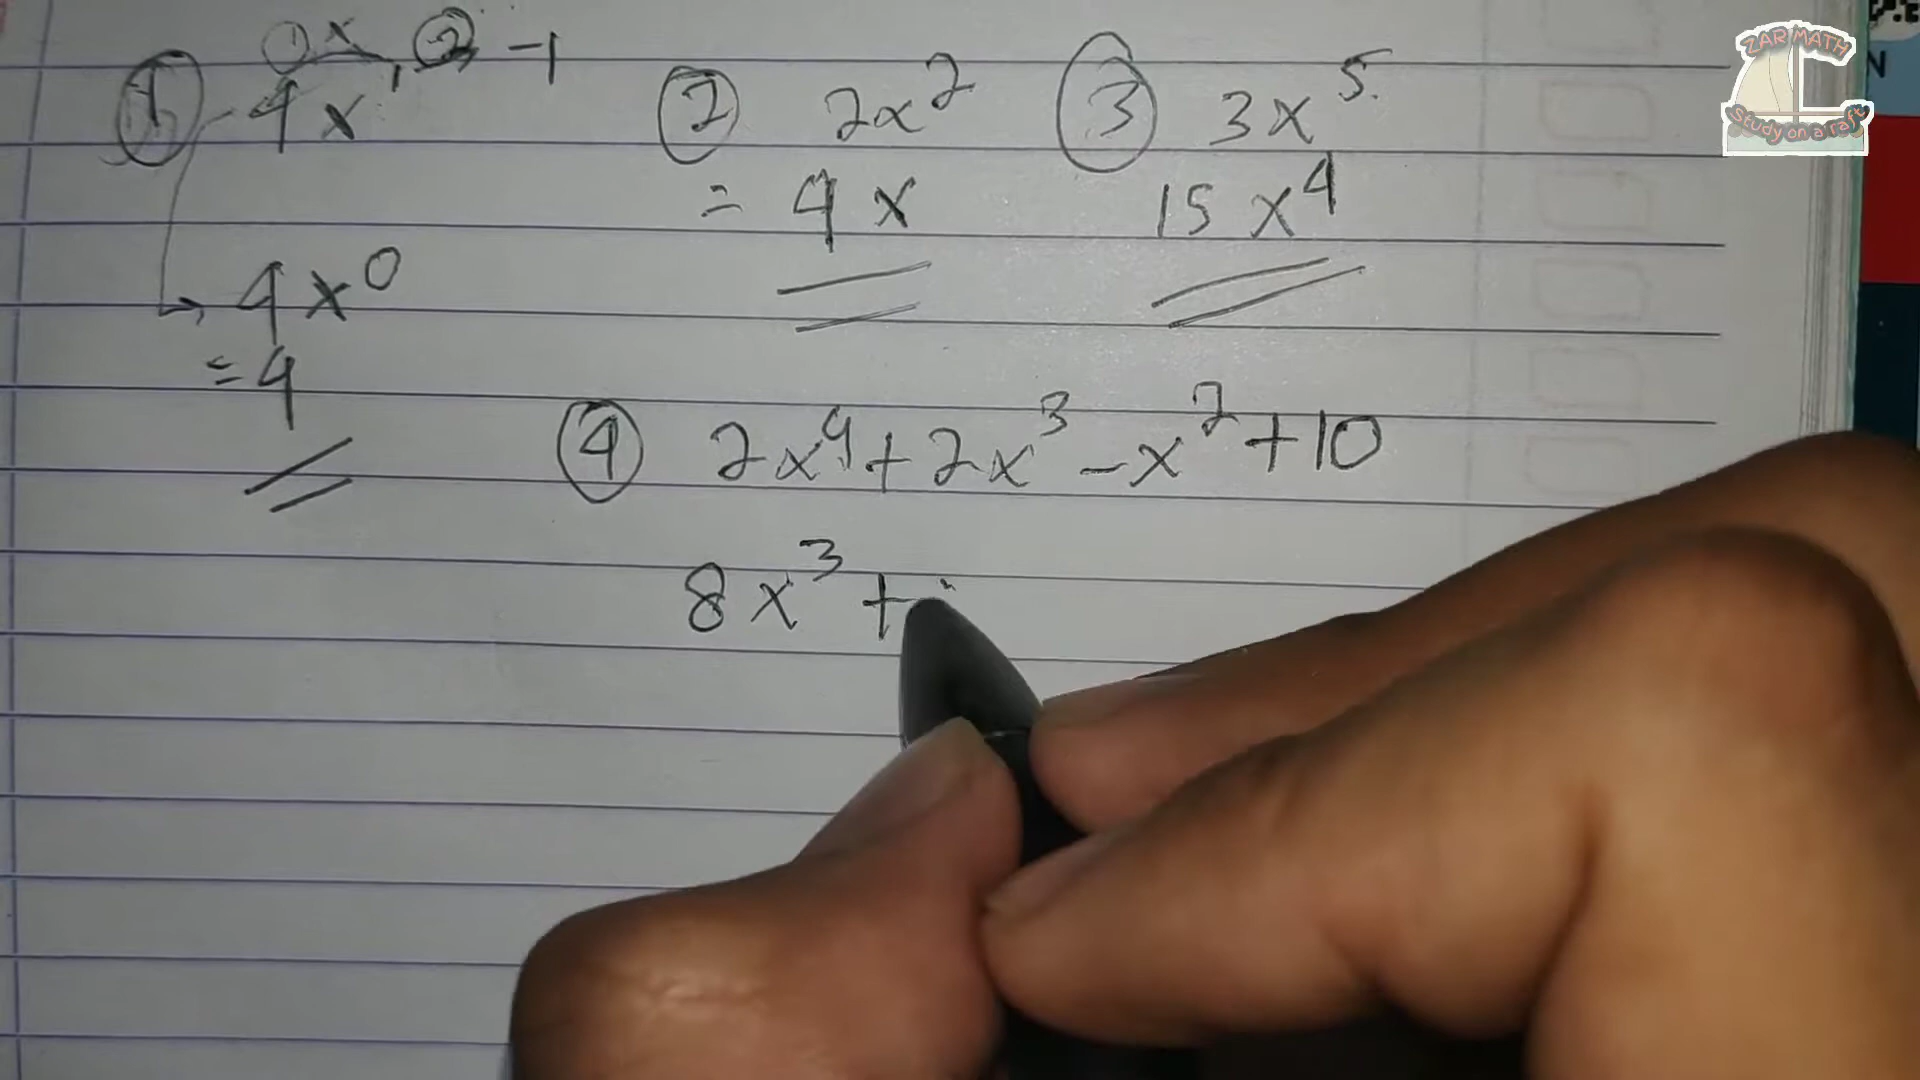 ① 4x¹ ① x ② -1
→ 4x⁰
= 4
② 2x²
= 4x
③ 3x⁵
15x⁴
④ 2x⁴ + 2x³ - x² + 10
8x³ +
ZAR MATH
Study on a raft
N